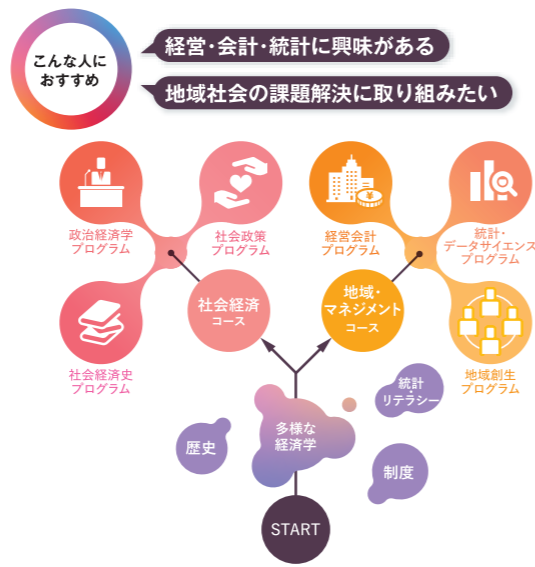 こんな人に
おすすめ
経営・会計・統計に興味がある
地域社会の課題解決に取り組みたい
政治経済学
プログラム
社会政策
プログラム
経営会計
プログラム
統計・
データサイエンス
プログラム
社会経済
コース
地域・
マネジメント
コース
社会経済史
プログラム
地域創生
プログラム
統計・
リテラシー
多様な
経済学
歴史
制度
START